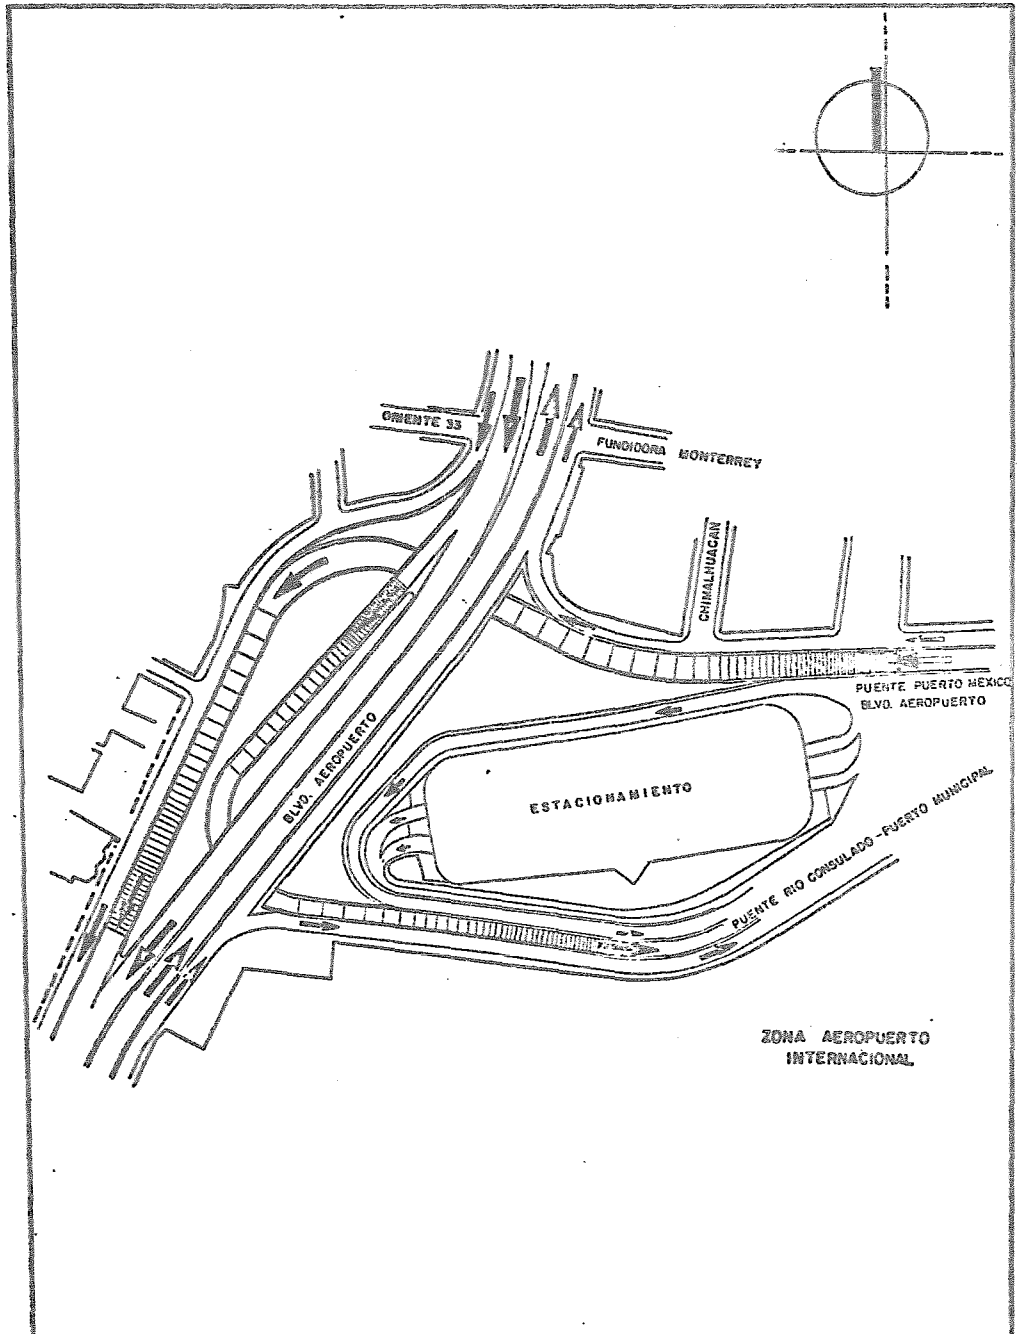 ORIENTE 33
FUNDIDORA MONTERREY
CHIMALHUACAN
PUENTE PUERTO MEXICO
BLVD. AEROPUERTO
BLVD. AEROPUERTO
ESTACIONAMIENTO
PUENTE RIO CONSULADO-PUERTO MUNICIPAL
ZONA AEROPUERTO
INTERNACIONAL